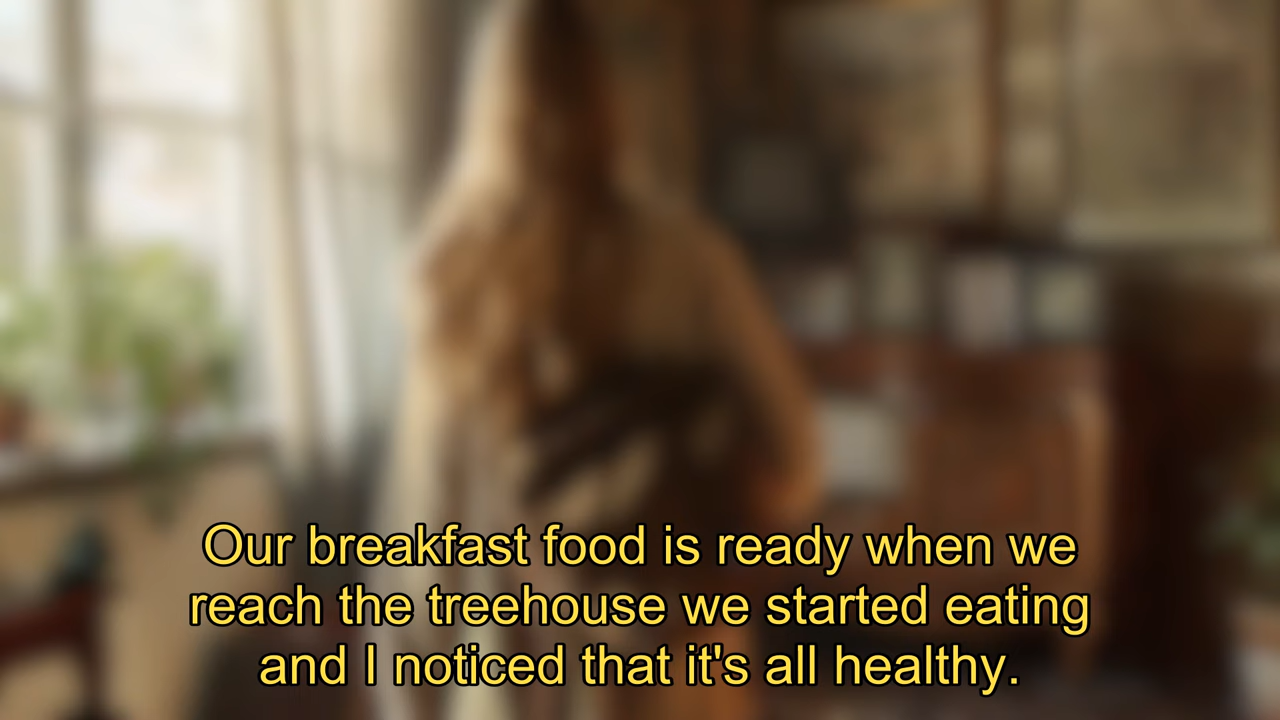 Our breakfast food is ready when we
reach the treehouse we started eating
and I noticed that it's all healthy.